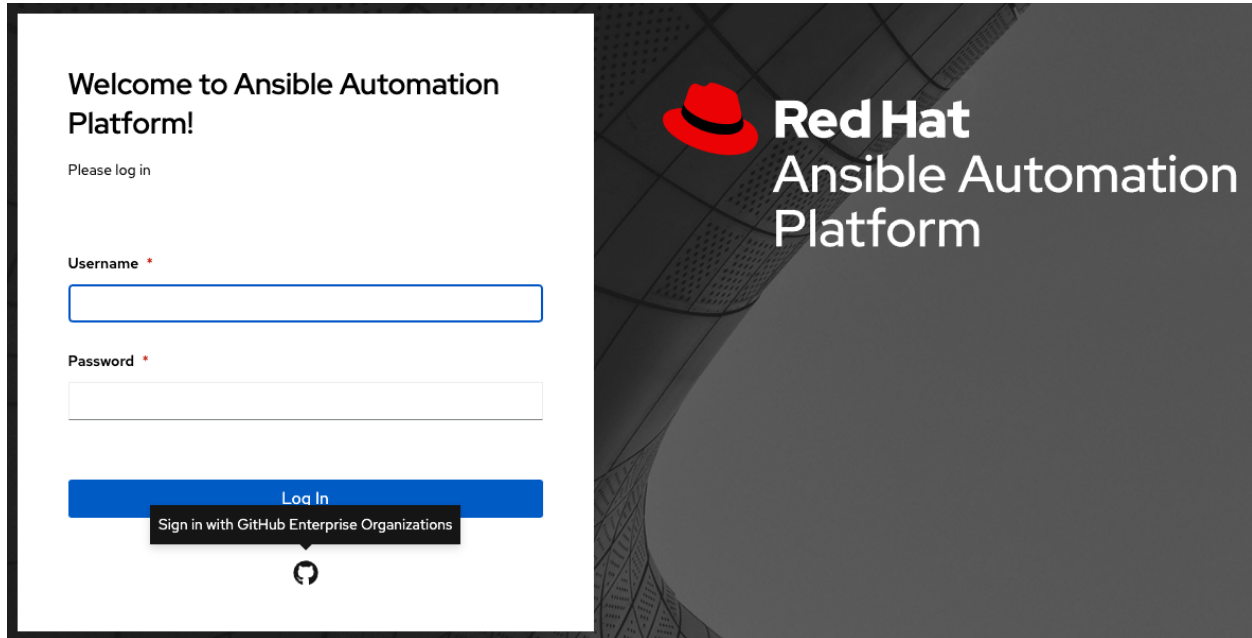 Welcome to Ansible Automation
Platform!
Please log in
Username *
Password *
Log In
Sign in with GitHub Enterprise Organizations
Red Hat
Ansible Automation
Platform